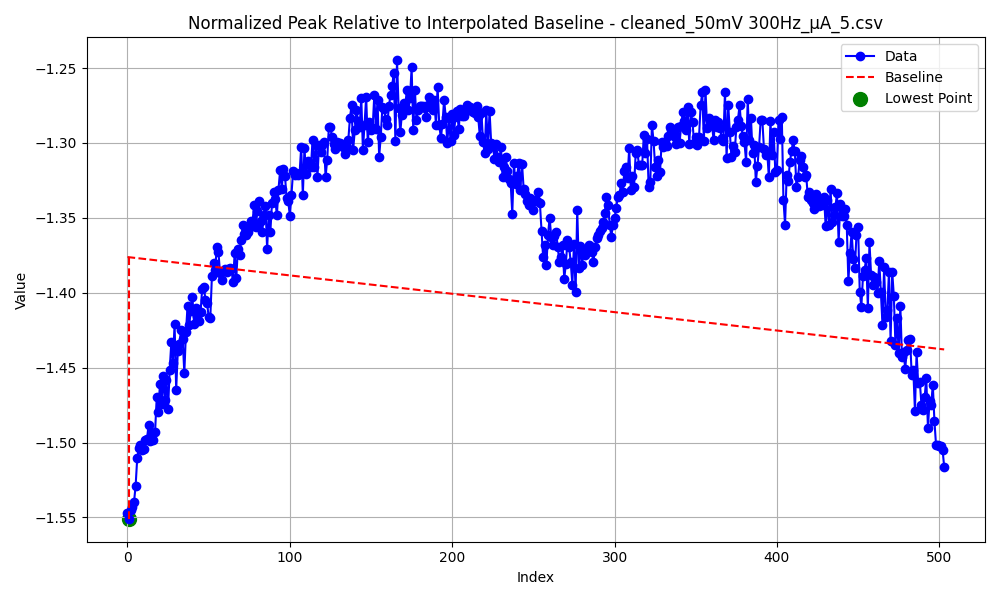 Normalized Peak Relative to Interpolated Baseline - cleaned_50mV 300Hz_μA_5.csv
Data
Baseline
Lowest Point
Value
−1.25
−1.30
−1.35
−1.40
−1.45
−1.50
−1.55
0
100
200
300
400
500
Index